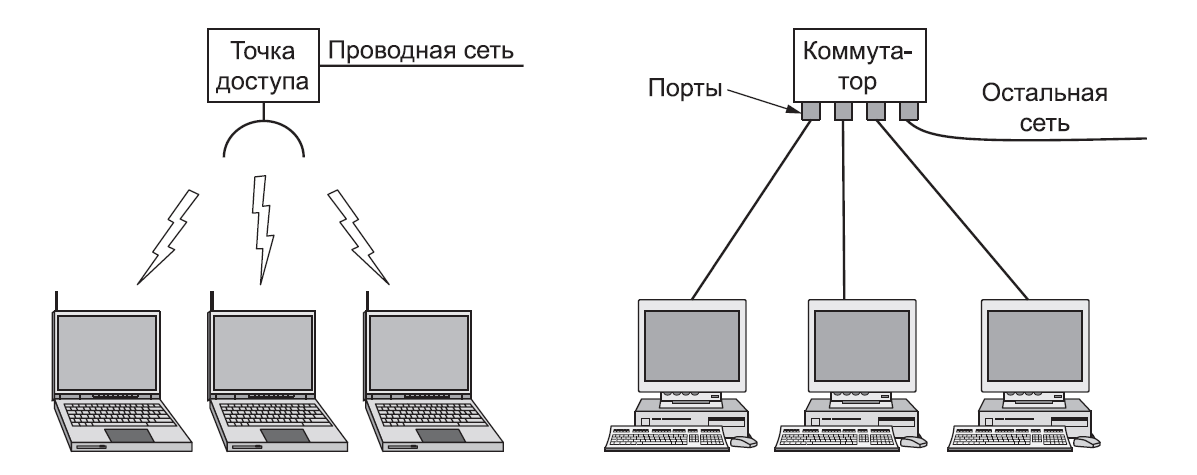 Точка
доступа
Проводная сеть
Коммута-
тор
Порты
Остальная
сеть